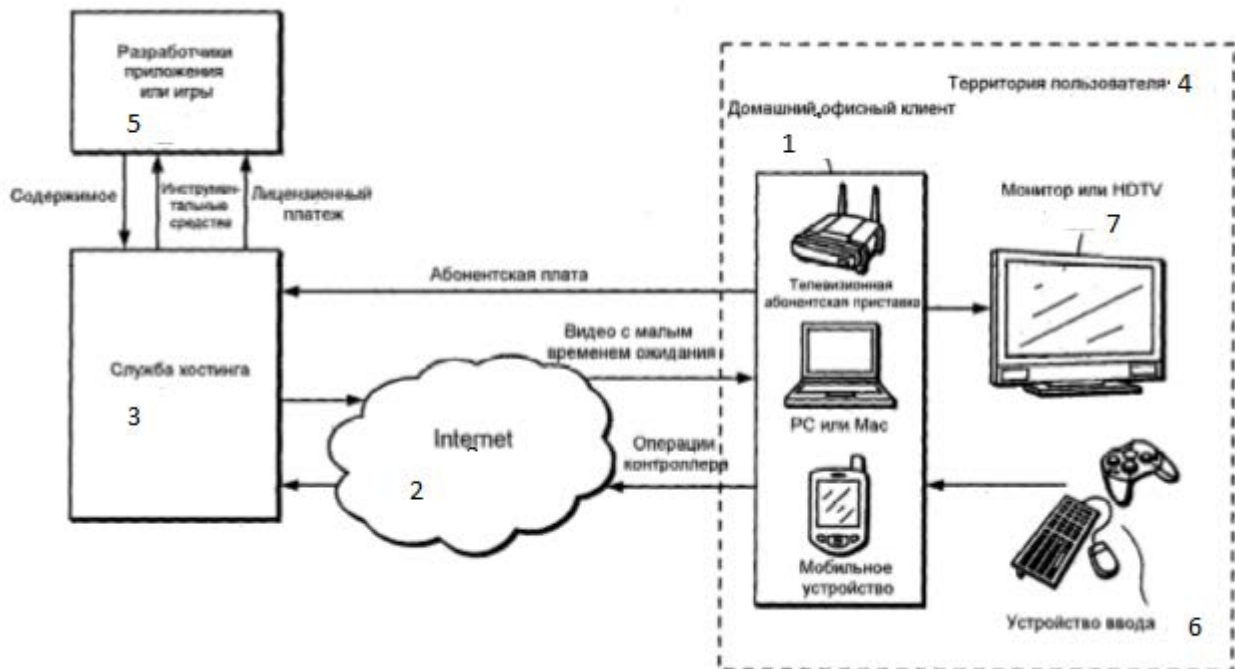 Разработчики
приложения
или игры
5
Содержимое
Инструмен-
тальные
средства
Лицензионный
платеж
Служба хостинга
3
Абонентская плата
Видео с малым
временем ожидания
Internet
2
Операции
контроллера
Территория пользователя 4
Домашний, офисный клиент
1
Телевизионная
абонентская приставка
PC или Mac
Мобильное
устройство
Монитор или HDTV
7
Устройство ввода 6